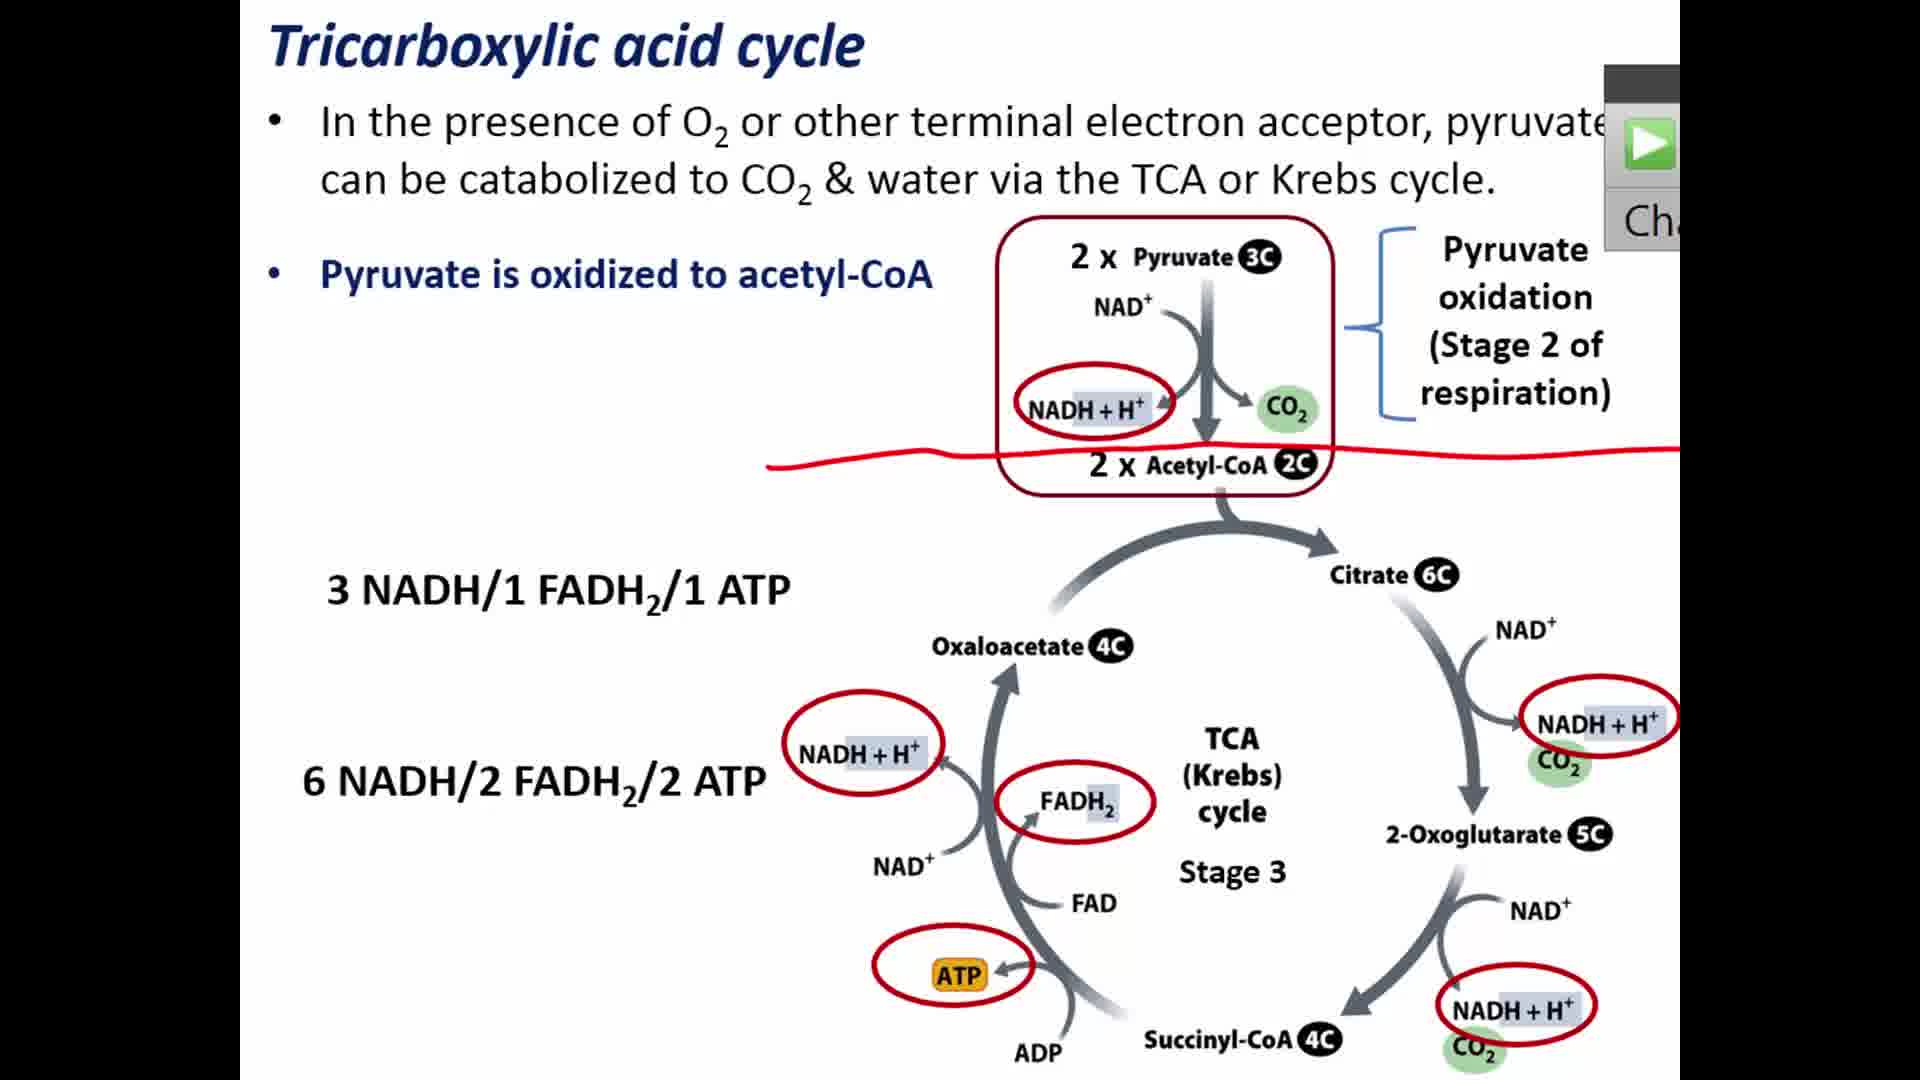 Tricarboxylic acid cycle
• In the presence of O₂ or other terminal electron acceptor, pyruvate
can be catabolized to CO₂ & water via the TCA or Krebs cycle.
• Pyruvate is oxidized to acetyl-CoA
2 x Pyruvate 3C
NAD⁺
NADH + H⁺
CO₂
2 x Acetyl-CoA 2C
Pyruvate
oxidation
(Stage 2 of
respiration)
3 NADH/1 FADH₂/1 ATP
6 NADH/2 FADH₂/2 ATP
Citrate 6C
NAD⁺
NADH + H⁺
CO₂
2-Oxoglutarate 5C
NAD⁺
NADH + H⁺
CO₂
Succinyl-CoA 4C
ADP
ATP
FAD
FADH₂
NAD⁺
NADH + H⁺
Oxaloacetate 4C
TCA
(Krebs)
cycle
Stage 3